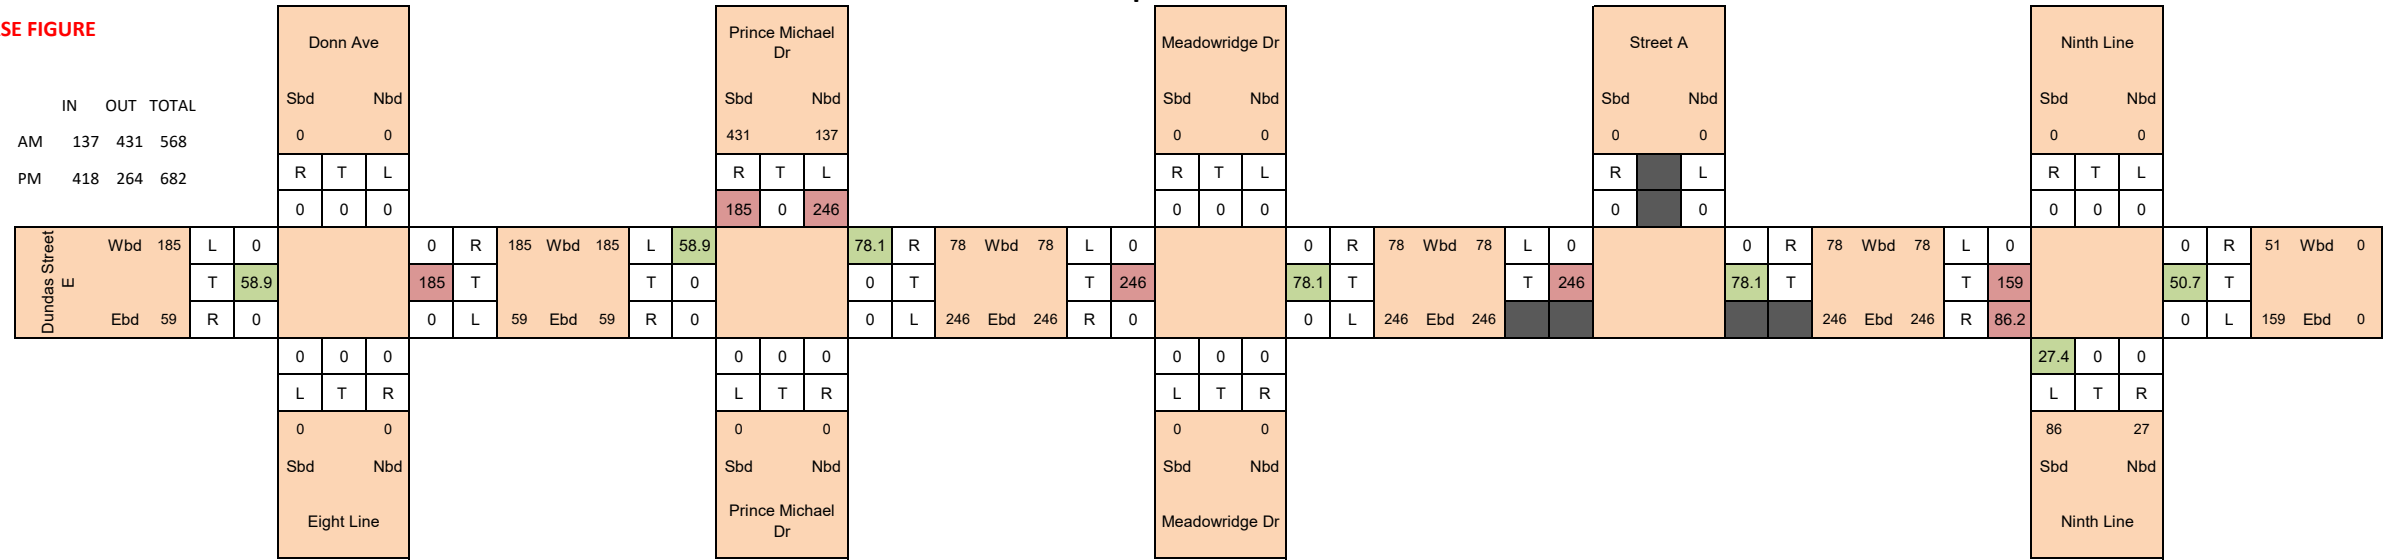 SE FIGURE
Donn Ave
Prince Michael
Dr
Meadowridge Dr
Street A
Ninth Line
IN OUT TOTAL
Sbd Nbd Sbd Nbd Sbd Nbd Sbd Nbd Sbd Nbd
AM 137 431 568
0 0 431 137 0 0 0 0 0 0
PM 418 264 682
R T L R T L R T L R L R T L
0 0 0 185 0 246 0 0 0 0 0 0 0 0
Dundas Street
E
Wbd 185 L 0 0 R 185 Wbd 185 L 58.9 78.1 R 78 Wbd 78 L 0 0 R 78 Wbd 78 L 0 0 R 78 Wbd 78 L 0 0 R 51 Wbd 0
T 58.9 185 T T 0 0 T T 246 78.1 T T 246 78.1 T T 159 50.7 T
Ebd 59 R 0 0 L 59 Ebd 59 R 0 0 L 246 Ebd 246 R 0 0 L 246 Ebd 246 246 Ebd 246 R 86.2 0 L 159 Ebd 0
0 0 0 0 0 0 0 0 0 27.4 0 0
L T R L T R L T R L T R
0 0 0 0 0 0 86 27
Sbd Nbd Sbd Nbd Sbd Nbd Sbd Nbd
Eight Line
Prince Michael
Dr
Meadowridge Dr
Ninth Line